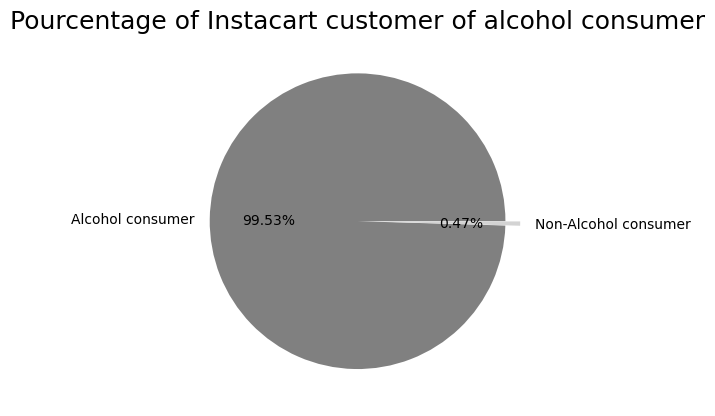 Pourcentage of Instacart customer of alcohol consumer
Alcohol consumer
99.53%
0.47%
Non-Alcohol consumer